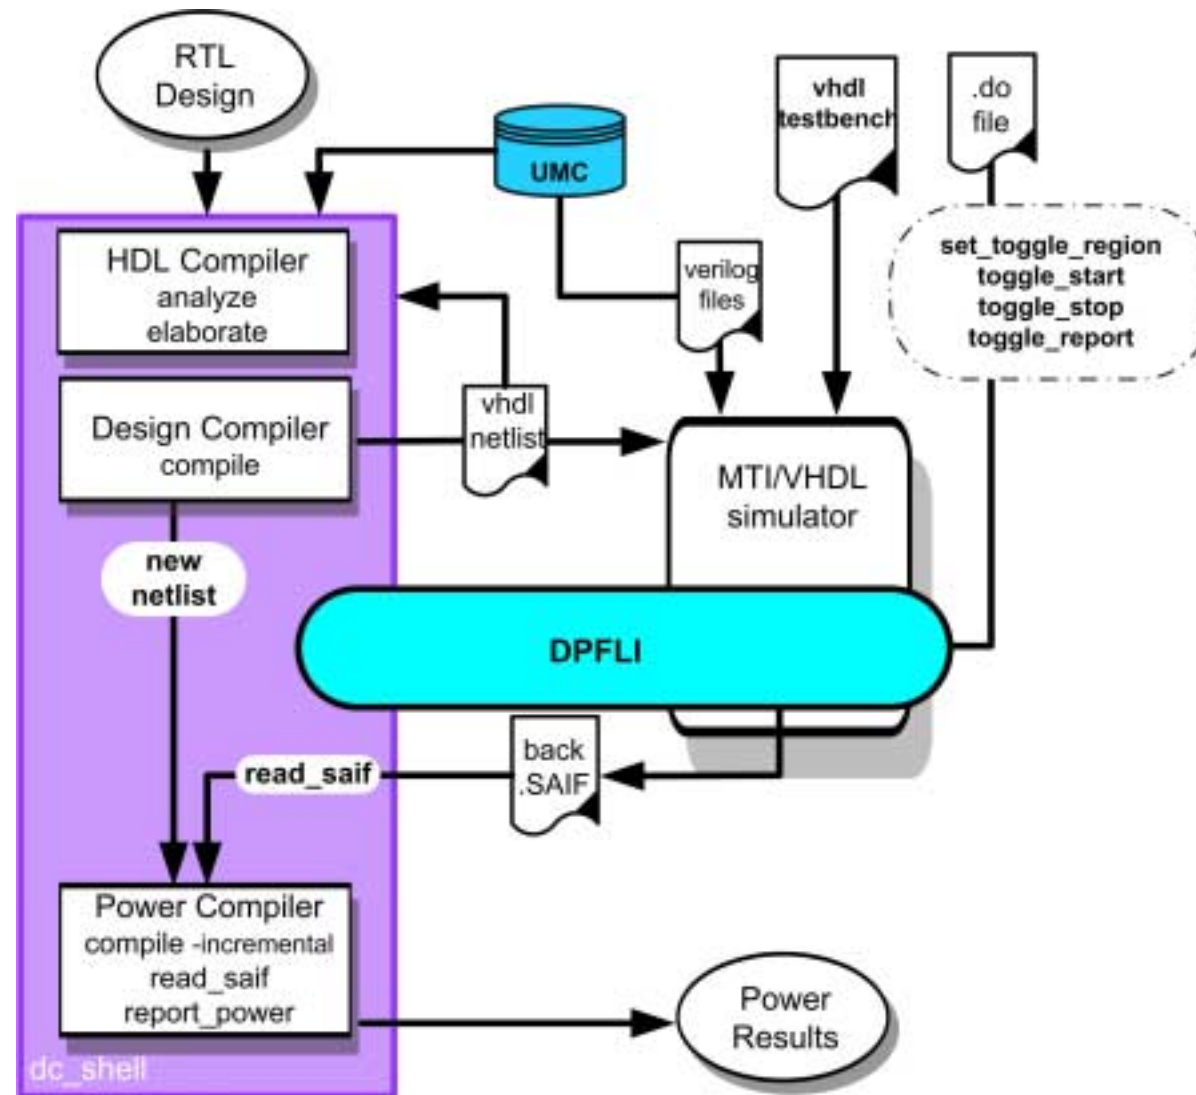 RTL
Design
UMC
vhdl
testbench
.do
file
HDL Compiler
analyze
elaborate
verilog
files
set_toggle_region
toggle_start
toggle_stop
toggle_report
Design Compiler
compile
vhdl
netlist
MTI/VHDL
simulator
new
netlist
DPFLI
read_saif
back
.SAIF
Power Compiler
compile -incremental
read_saif
report_power
Power
Results
dc_shell